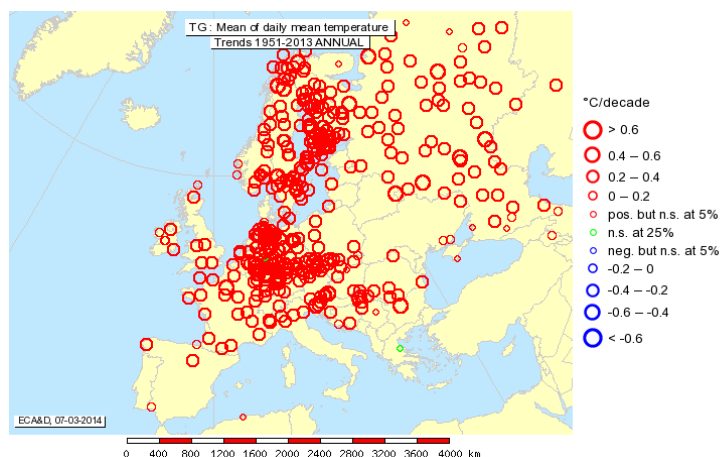 TG : Mean of daily mean temperature
Trends 1951-2013 ANNUAL
°C/decade
> 0.6
0.4 – 0.6
0.2 – 0.4
0 – 0.2
pos. but n.s. at 5%
n.s. at 25%
neg. but n.s. at 5%
-0.2 – 0
-0.4 – -0.2
-0.6 – -0.4
< -0.6
ECA&D, 07-03-2014
0 400 800 1200 1600 2000 2400 2800 3200 3600 4000 km